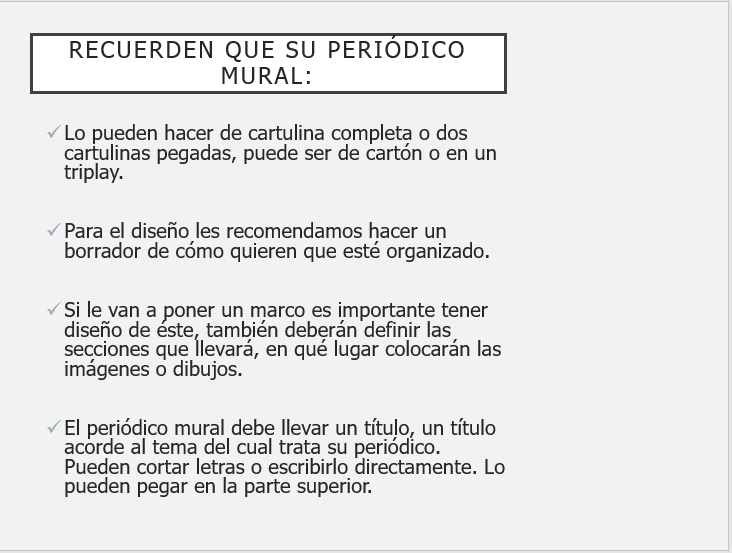 RECUERDEN QUE SU PERIÓDICO
MURAL:
✓Lo pueden hacer de cartulina completa o dos
cartulinas pegadas, puede ser de cartón o en un
triplay.
✓Para el diseño les recomendamos hacer un
borrador de cómo quieren que esté organizado.
✓Si le van a poner un marco es importante tener
diseño de éste, también deberán definir las
secciones que llevará, en qué lugar colocarán las
imágenes o dibujos.
✓El periódico mural debe llevar un título, un título
acorde al tema del cual trata su periódico.
Pueden cortar letras o escribirlo directamente. Lo
pueden pegar en la parte superior.